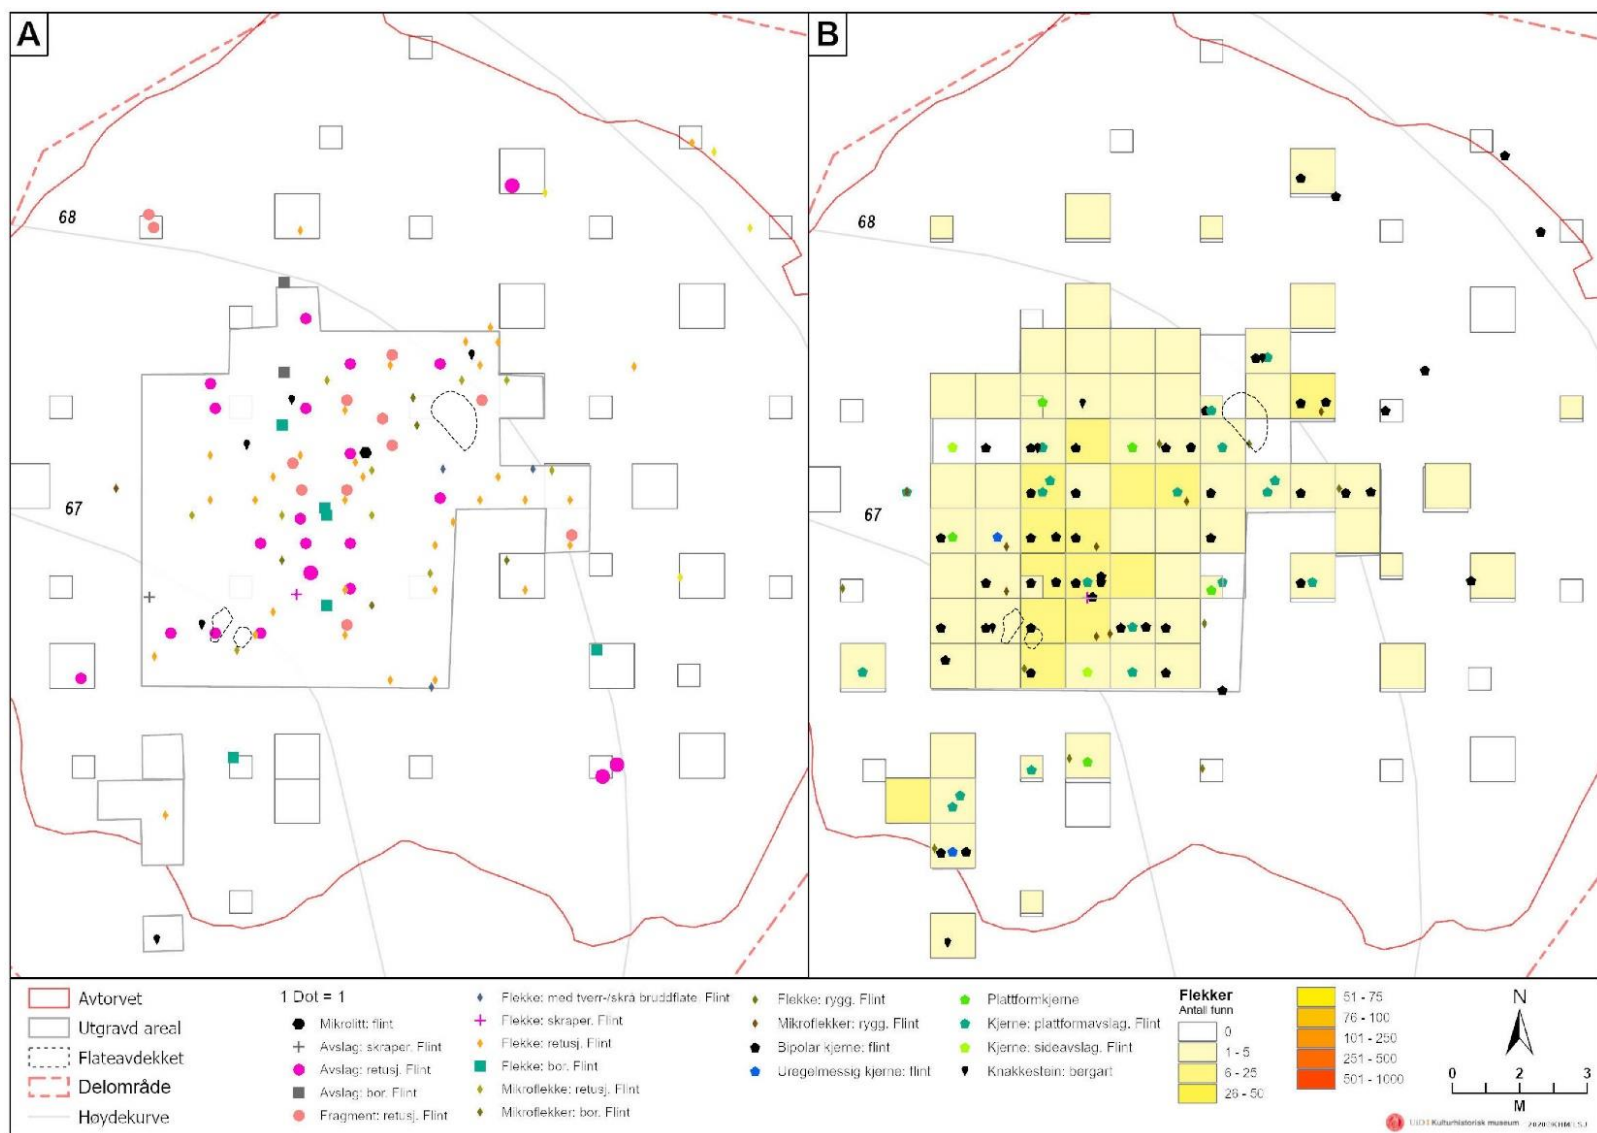 A
B
68
68
67
67
Avtorvet
Utgravd areal
Flateavdekket
Delområde
Høydekurve
1 Dot = 1
Mikrolitt: flint
Avslag: skraper. Flint
Avslag: retusj. Flint
Avslag: bor. Flint
Fragment: retusj. Flint
Flekke: med tverr-/skrå bruddflate. Flint
Flekke: skraper. Flint
Flekke: retusj. Flint
Flekke: bor. Flint
Mikroflekke: retusj. Flint
Mikroflekker: bor. Flint
Flekke: rygg. Flint
Mikroflekker: rygg. Flint
Bipolar kjerne: flint
Uregelmessig kjerne: flint
Plattformkjerne
Kjerne: plattformavslag. Flint
Kjerne: sideavslag. Flint
Knakkestein: bergart
Flekker
Antall funn
0
1 - 5
6 - 25
26 - 50
51 - 75
76 - 100
101 - 250
251 - 500
501 - 1000
N
0 2 3
M
Kulturhistorisk museum